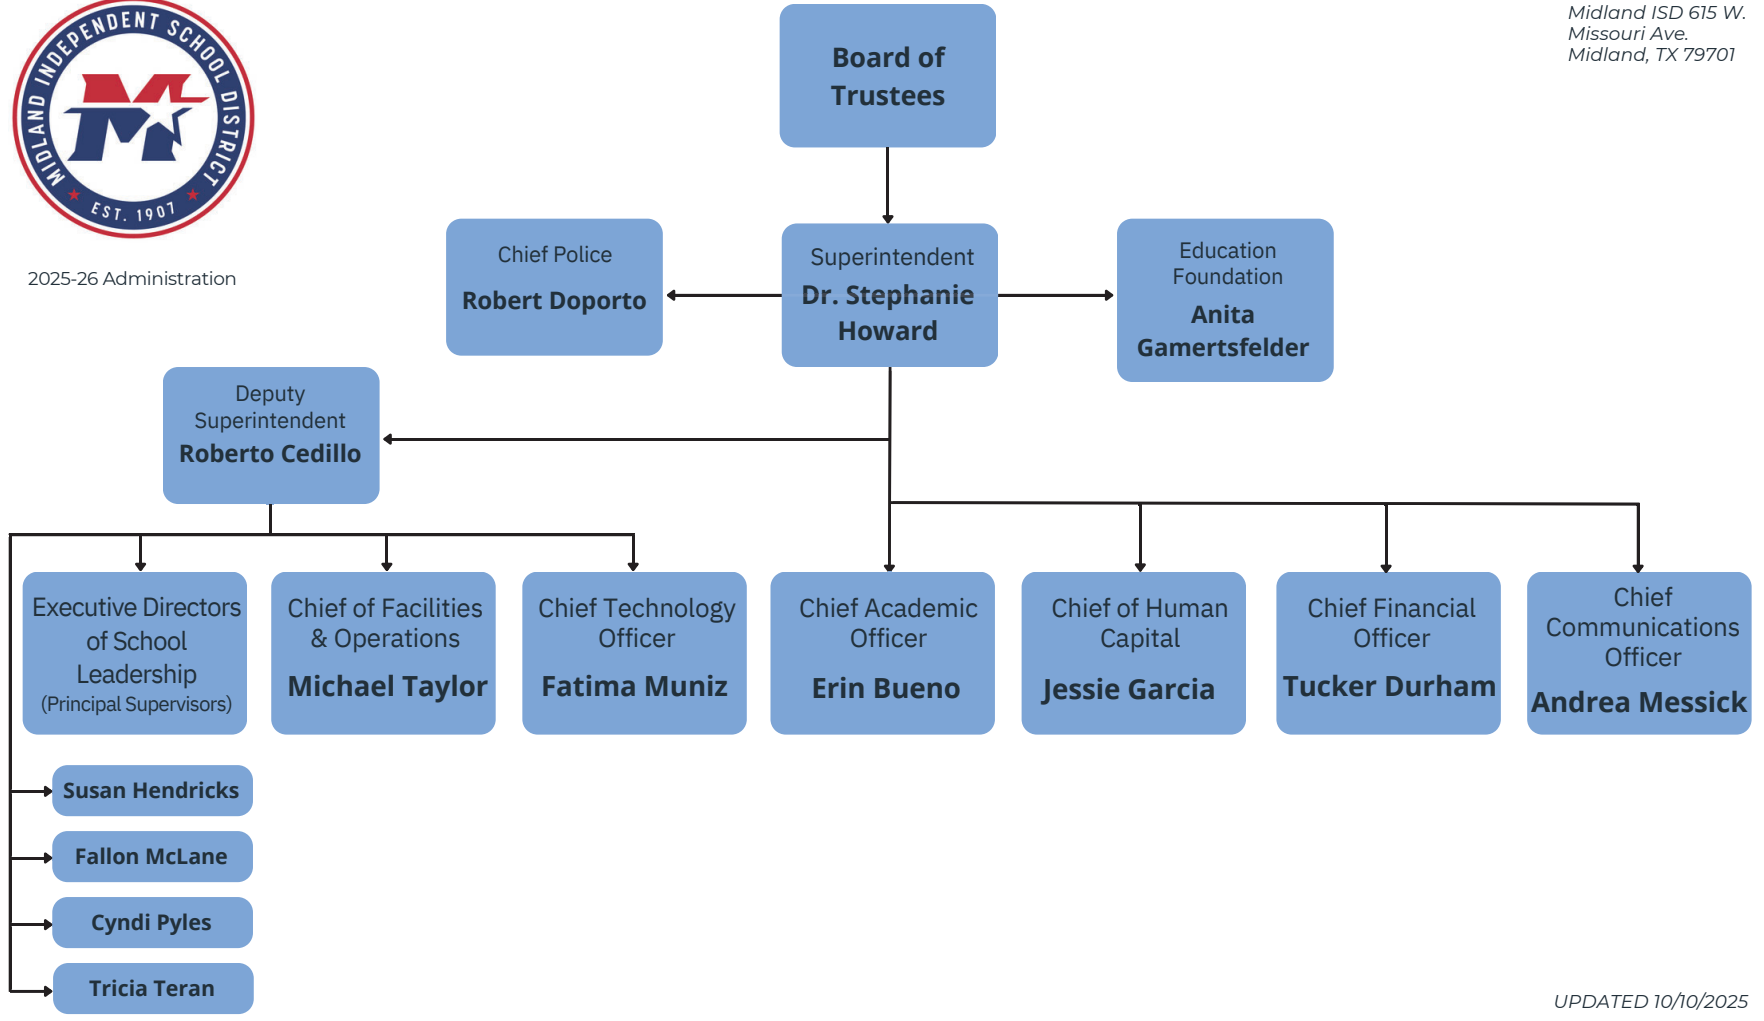 MIDLAND INDEPENDENT SCHOOL DISTRICT
EST. 1907
2025-26 Administration
Midland ISD 615 W.
Missouri Ave.
Midland, TX 79701
Board of
Trustees
Chief Police
Robert Doporto
Superintendent
Dr. Stephanie
Howard
Education
Foundation
Anita
Gamertsfelder
Deputy
Superintendent
Roberto Cedillo
Executive Directors
of School
Leadership
(Principal Supervisors)
Chief of Facilities
& Operations
Michael Taylor
Chief Technology
Officer
Fatima Muniz
Chief Academic
Officer
Erin Bueno
Chief of Human
Capital
Jessie Garcia
Chief Financial
Officer
Tucker Durham
Chief
Communications
Officer
Andrea Messick
Susan Hendricks
Fallon McLane
Cyndi Pyles
Tricia Teran
UPDATED 10/10/2025